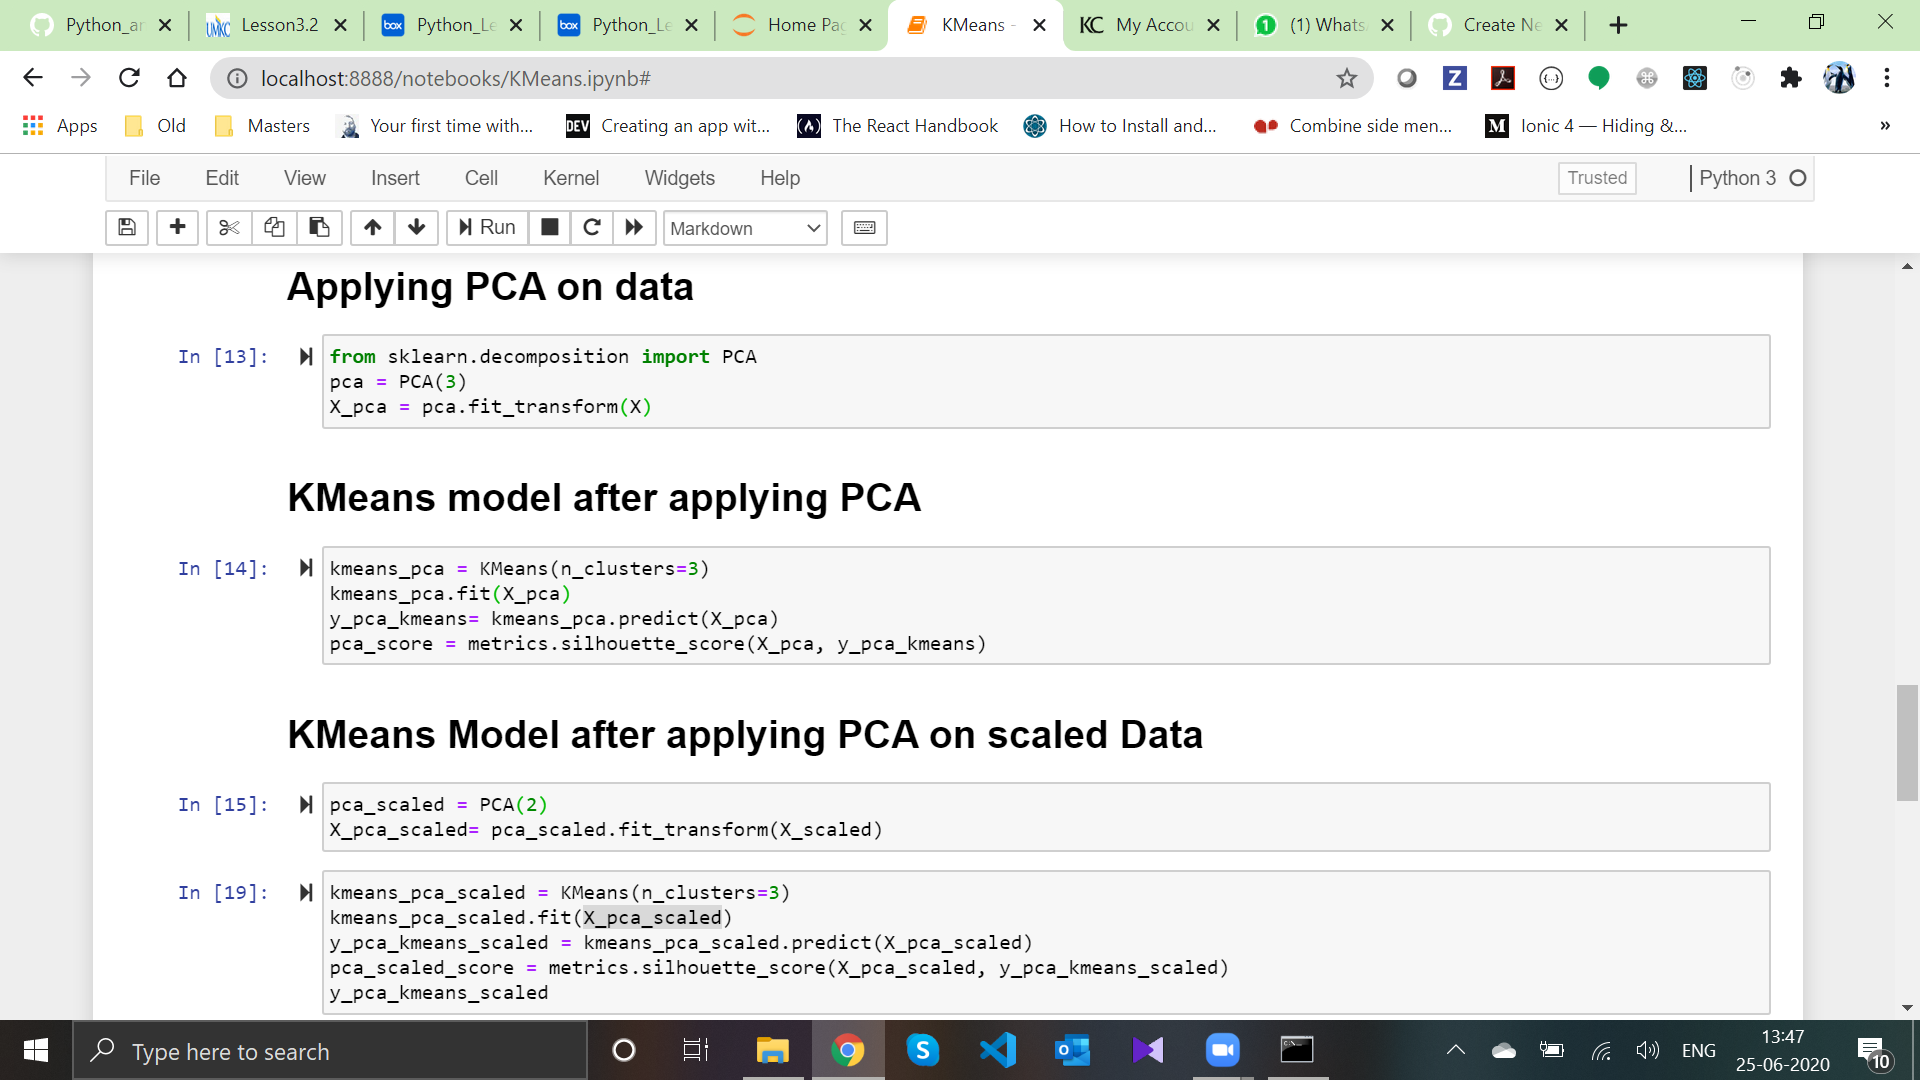 Python_ar
Lesson3.2
Python_Le
Python_Le
Home Pag
KMeans -
My Accou
(1) Whats
Create Ne
localhost:8888/notebooks/KMeans.ipynb#
Apps
Old
Masters
Your first time with...
Creating an app wit...
The React Handbook
How to Install and...
Combine side men...
Ionic 4 — Hiding &...
»
File Edit View Insert Cell Kernel Widgets Help
Trusted
Python 3
Run
Markdown
Applying PCA on data
In [13]:
from sklearn.decomposition import PCA
pca = PCA(3)
X_pca = pca.fit_transform(X)
KMeans model after applying PCA
In [14]:
kmeans_pca = KMeans(n_clusters=3)
kmeans_pca.fit(X_pca)
y_pca_kmeans= kmeans_pca.predict(X_pca)
pca_score = metrics.silhouette_score(X_pca, y_pca_kmeans)
KMeans Model after applying PCA on scaled Data
In [15]:
pca_scaled = PCA(2)
X_pca_scaled= pca_scaled.fit_transform(X_scaled)
In [19]:
kmeans_pca_scaled = KMeans(n_clusters=3)
kmeans_pca_scaled.fit(X_pca_scaled)
y_pca_kmeans_scaled = kmeans_pca_scaled.predict(X_pca_scaled)
pca_scaled_score = metrics.silhouette_score(X_pca_scaled, y_pca_kmeans_scaled)
y_pca_kmeans_scaled
Type here to search
ENG
13:47
25-06-2020
10